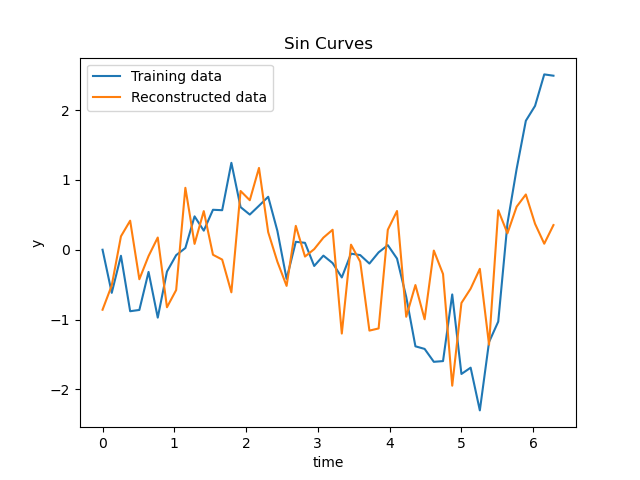 Sin Curves
Training data
Reconstructed data
y
2
1
0
−1
−2
0 1 2 3 4 5 6
time